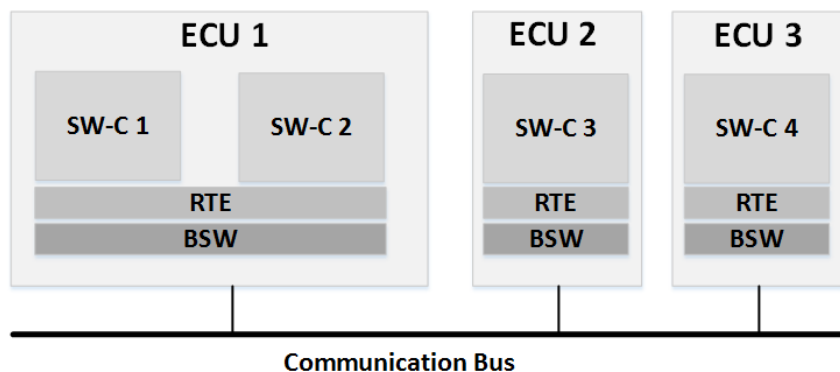 ECU 1
SW-C 1
SW-C 2
RTE
BSW
ECU 2
SW-C 3
RTE
BSW
ECU 3
SW-C 4
RTE
BSW
Communication Bus